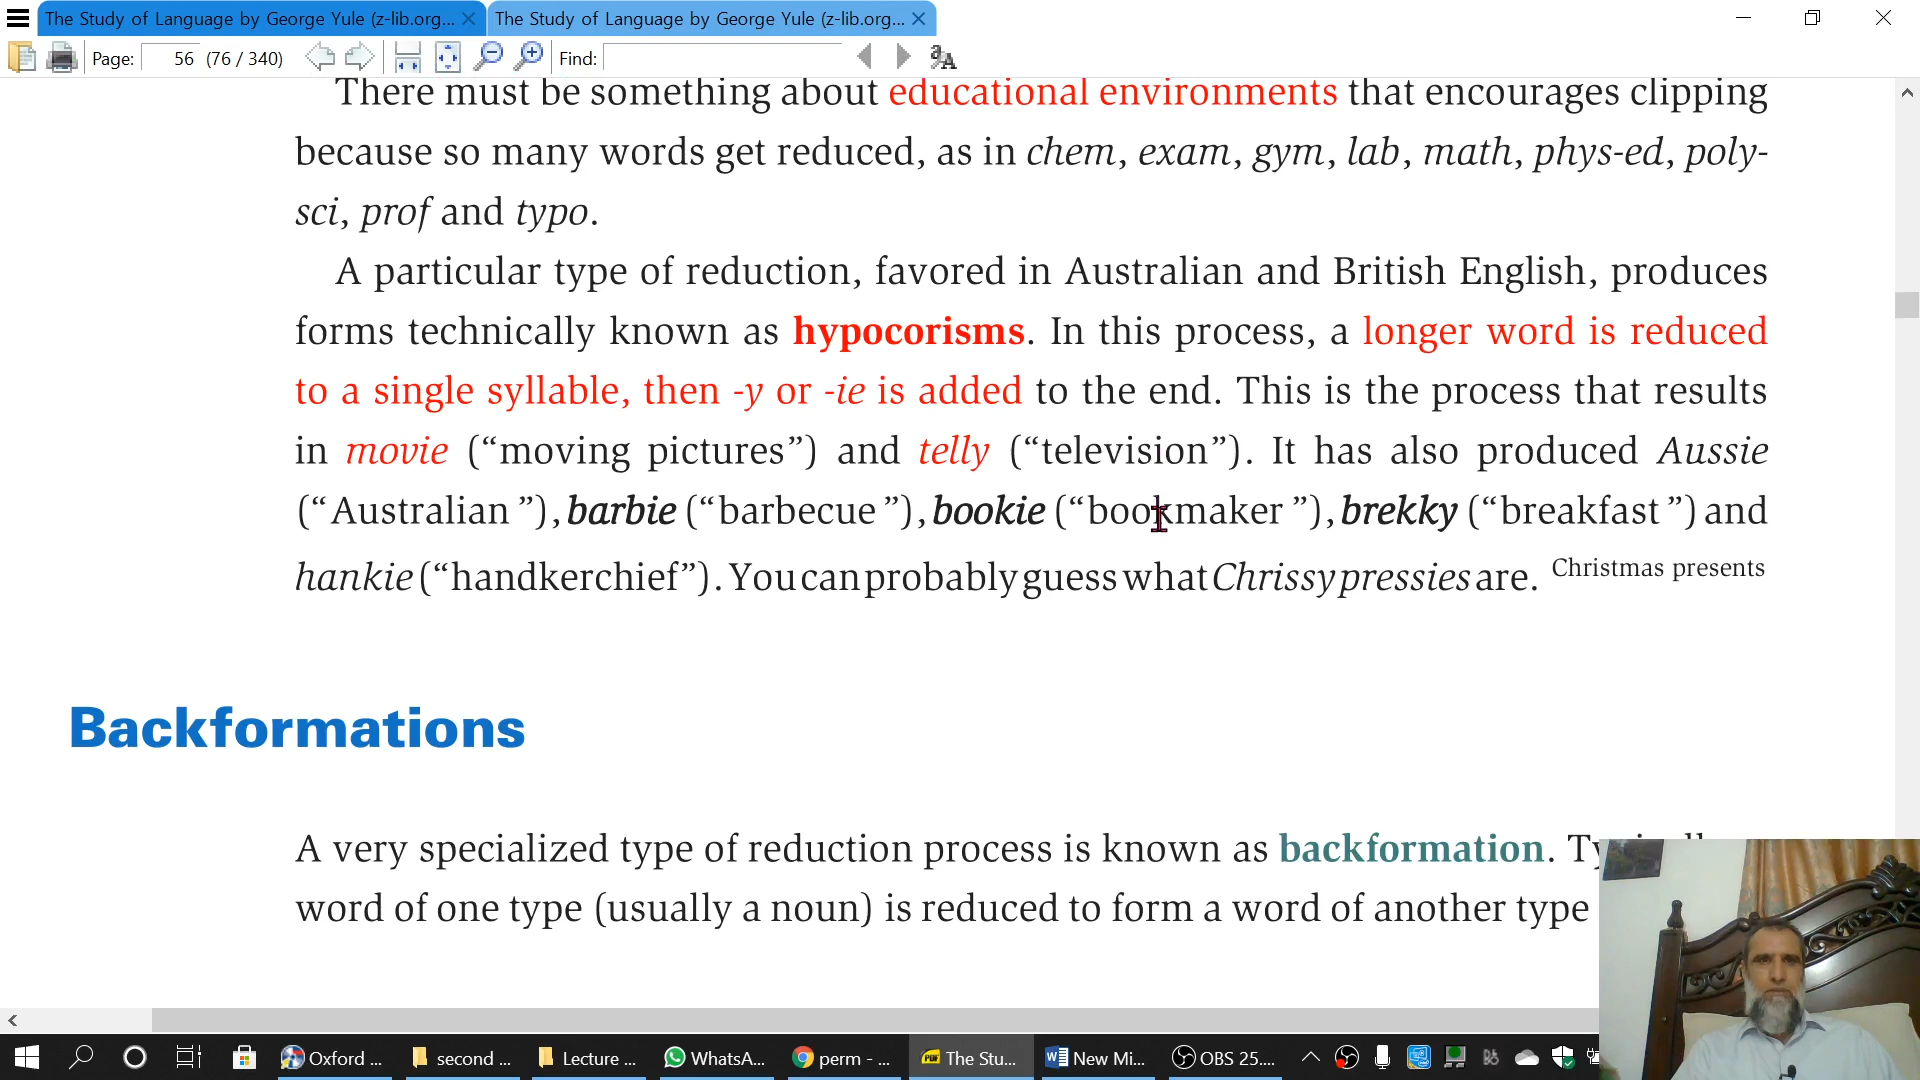 The Study of Language by George Yule (z-lib.org... The Study of Language by George Yule (z-lib.org...
Page: 56 (76 / 340) Find:
There must be something about educational environments that encourages clipping
because so many words get reduced, as in chem, exam, gym, lab, math, phys-ed, poly-
sci, prof and typo.
A particular type of reduction, favored in Australian and British English, produces
forms technically known as hypocorisms. In this process, a longer word is reduced
to a single syllable, then -y or -ie is added to the end. This is the process that results
in movie (“moving pictures”) and telly (“television”). It has also produced Aussie
(“Australian ”), barbie (“barbecue ”), bookie (“bookmaker ”), brekky (“breakfast ”) and
hankie (“handkerchief”). You can probably guess what Chrissy pressies are. Christmas presents
Backformations
A very specialized type of reduction process is known as backformation.
word of one type (usually a noun) is reduced to form a word of another type
Oxford ... second ... Lecture ... WhatsA... perm - ... The Stu... New Mi... OBS 25....